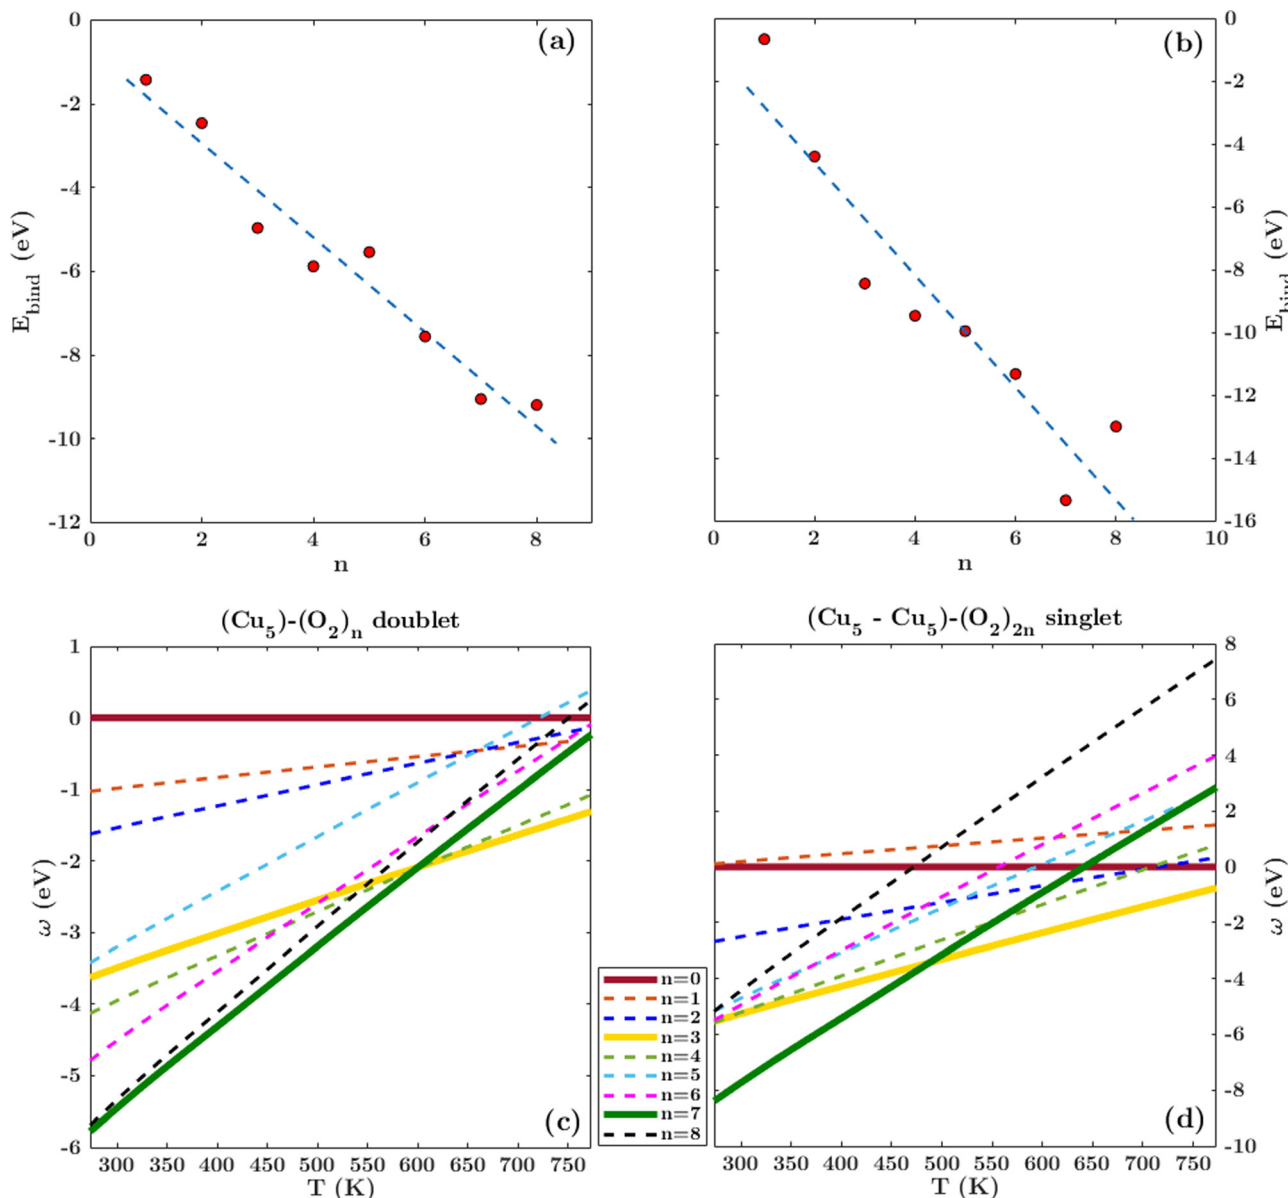 (a)
0
-2
-4
-6
-8
-10
-12
E_bind (eV)
0 2 4 6 8
n
(b)
0
-2
-4
-6
-8
-10
-12
-14
-16
E_bind (eV)
0 2 4 6 8 10
n
(Cu₅)-(O₂)ₙ doublet
1
0
-1
-2
-3
-4
-5
-6
ω (eV)
(c)
300 350 400 450 500 550 600 650 700 750
T (K)
n=0
n=1
n=2
n=3
n=4
n=5
n=6
n=7
n=8
(Cu₅ - Cu₅)-(O₂)₂ₙ singlet
8
6
4
2
0
-2
-4
-6
-8
-10
ω (eV)
(d)
300 350 400 450 500 550 600 650 700 750
T (K)